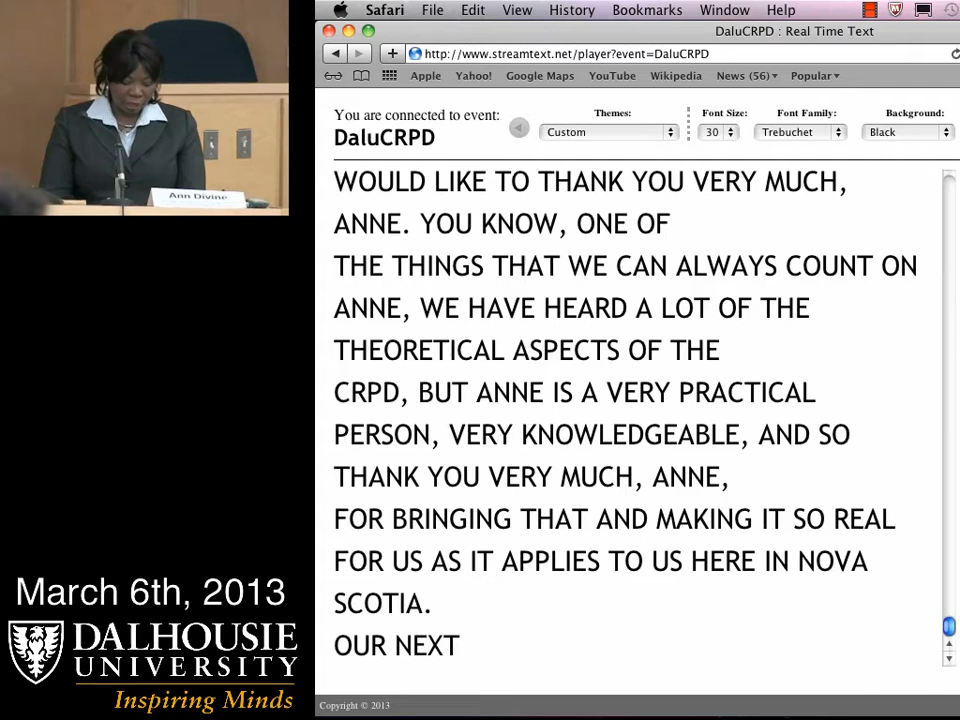 Safari File Edit View History Bookmarks Window Help
DaluCRPD : Real Time Text
http://www.streamtext.net/player?event=DaluCRPD
Apple Yahoo! Google Maps YouTube Wikipedia News (56) Popular
You are connected to event:
DaluCRPD
Themes:
Custom
Font Size:
30
Font Family:
Trebuchet
Background:
Black
WOULD LIKE TO THANK YOU VERY MUCH,
ANNE. YOU KNOW, ONE OF
THE THINGS THAT WE CAN ALWAYS COUNT ON
ANNE, WE HAVE HEARD A LOT OF THE
THEORETICAL ASPECTS OF THE
CRPD, BUT ANNE IS A VERY PRACTICAL
PERSON, VERY KNOWLEDGEABLE, AND SO
THANK YOU VERY MUCH, ANNE,
FOR BRINGING THAT AND MAKING IT SO REAL
FOR US AS IT APPLIES TO US HERE IN NOVA
SCOTIA.
OUR NEXT
Copyright © 2013
Ann Divine
March 6th, 2013
DALHOUSIE
UNIVERSITY
Inspiring Minds